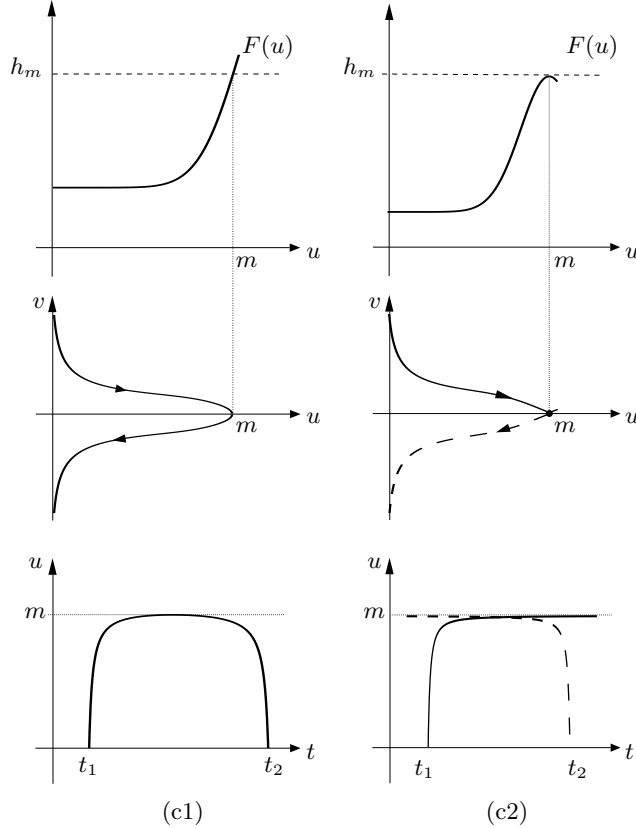 F(u) F(u)
h_m h_m
m u m u
v v
m u m u
u u
m m
t_1 t_2 t t_1 t_2 t
(c1) (c2)